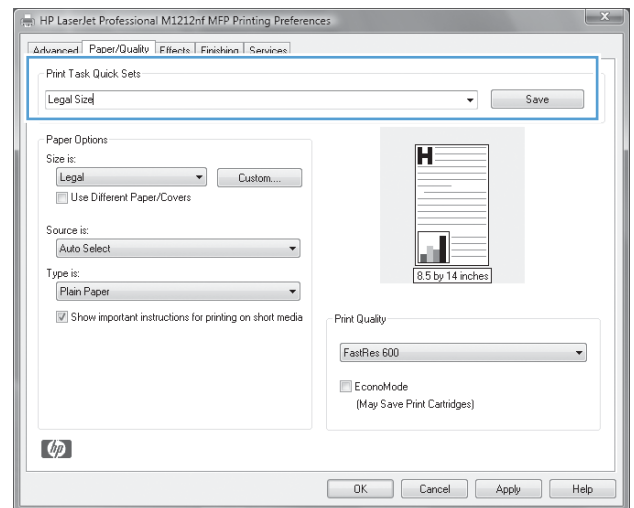 HP LaserJet Professional M1212nf MFP Printing Preferences
Advanced Paper/Quality Effects Finishing Services
Print Task Quick Sets
Legal Size
Save
Paper Options
Size is:
Legal
Custom....
Use Different Paper/Covers
Source is:
Auto Select
Type is:
Plain Paper
Show important instructions for printing on short media
H
8.5 by 14 inches
Print Quality
FastRes 600
EconoMode
(May Save Print Cartridges)
hp
OK Cancel Apply Help